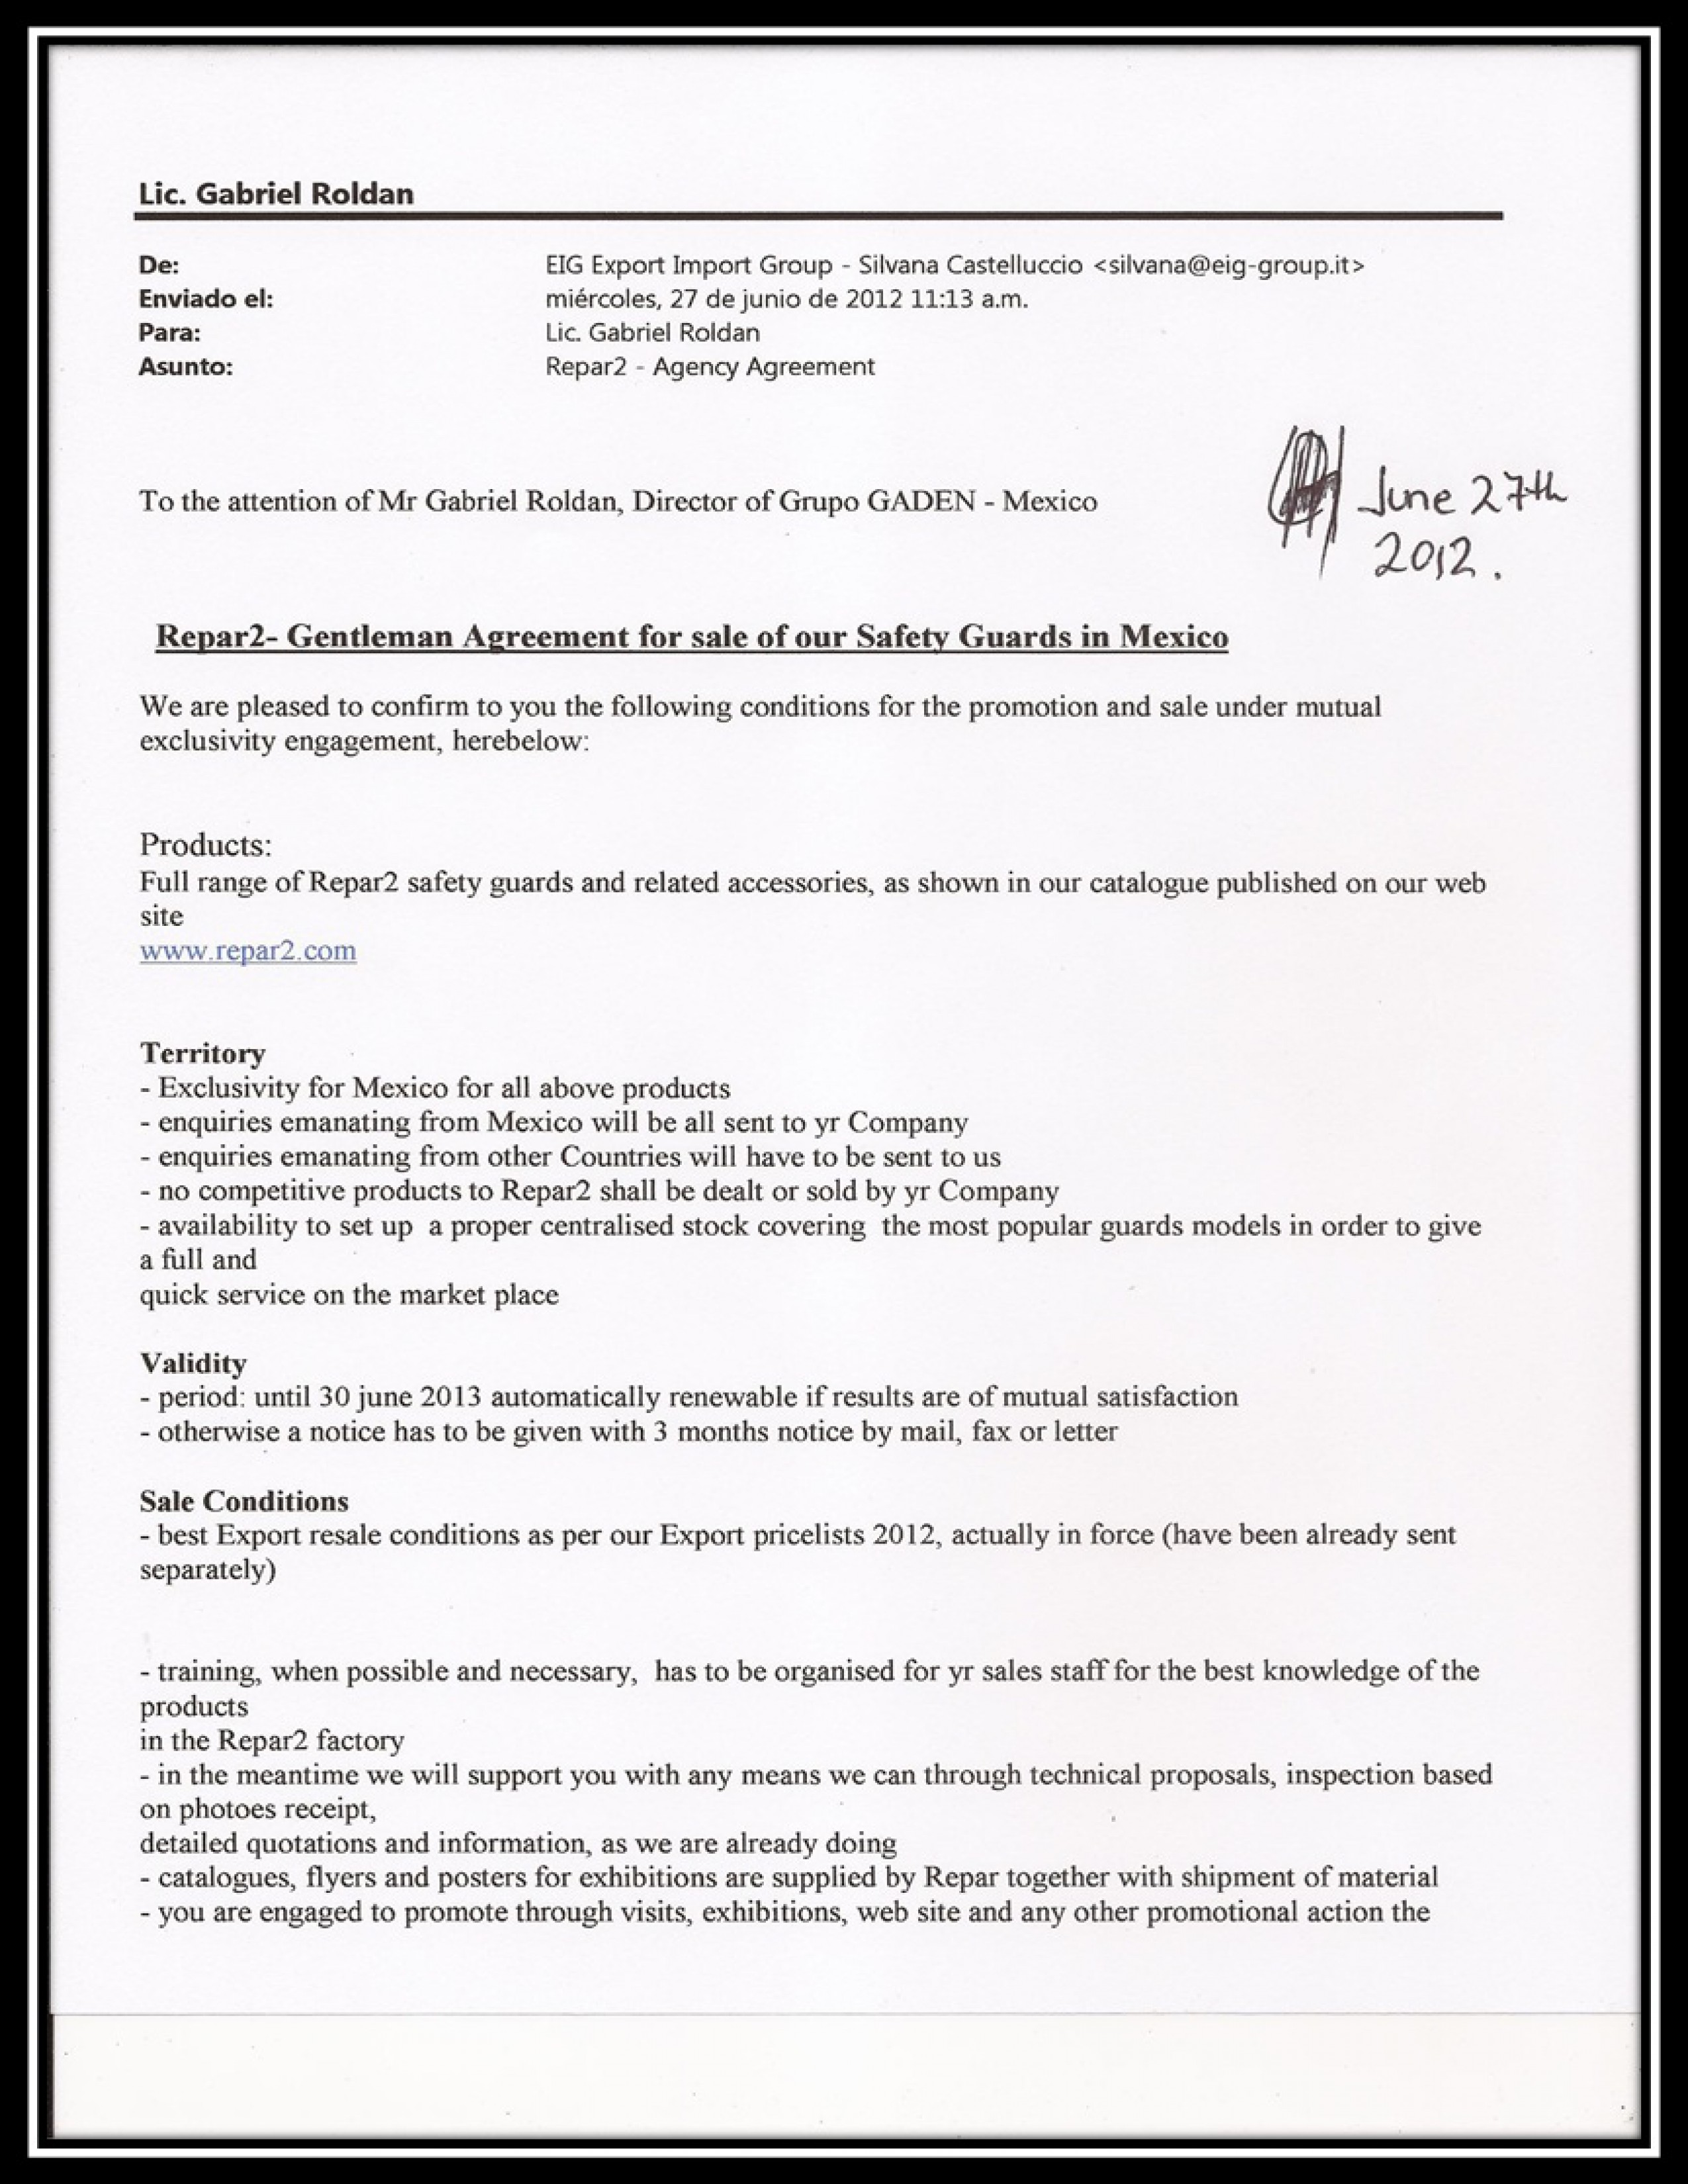 Lic. Gabriel Roldan
De: EIG Export Import Group - Silvana Castelluccio <silvana@eig-group.it>
Enviado el: miércoles, 27 de junio de 2012 11:13 a.m.
Para: Lic. Gabriel Roldan
Asunto: Repar2 - Agency Agreement
To the attention of Mr Gabriel Roldan, Director of Grupo GADEN - Mexico
June 27th
2012.
Repar2- Gentleman Agreement for sale of our Safety Guards in Mexico
We are pleased to confirm to you the following conditions for the promotion and sale under mutual
exclusivity engagement, herebelow:
Products:
Full range of Repar2 safety guards and related accessories, as shown in our catalogue published on our web
site
www.repar2.com
Territory
- Exclusivity for Mexico for all above products
- enquiries emanating from Mexico will be all sent to yr Company
- enquiries emanating from other Countries will have to be sent to us
- no competitive products to Repar2 shall be dealt or sold by yr Company
- availability to set up a proper centralised stock covering the most popular guards models in order to give
a full and
quick service on the market place
Validity
- period: until 30 june 2013 automatically renewable if results are of mutual satisfaction
- otherwise a notice has to be given with 3 months notice by mail, fax or letter
Sale Conditions
- best Export resale conditions as per our Export pricelists 2012, actually in force (have been already sent
separately)
- training, when possible and necessary, has to be organised for yr sales staff for the best knowledge of the
products
in the Repar2 factory
- in the meantime we will support you with any means we can through technical proposals, inspection based
on photoes receipt,
detailed quotations and information, as we are already doing
- catalogues, flyers and posters for exhibitions are supplied by Repar together with shipment of material
- you are engaged to promote through visits, exhibitions, web site and any other promotional action the